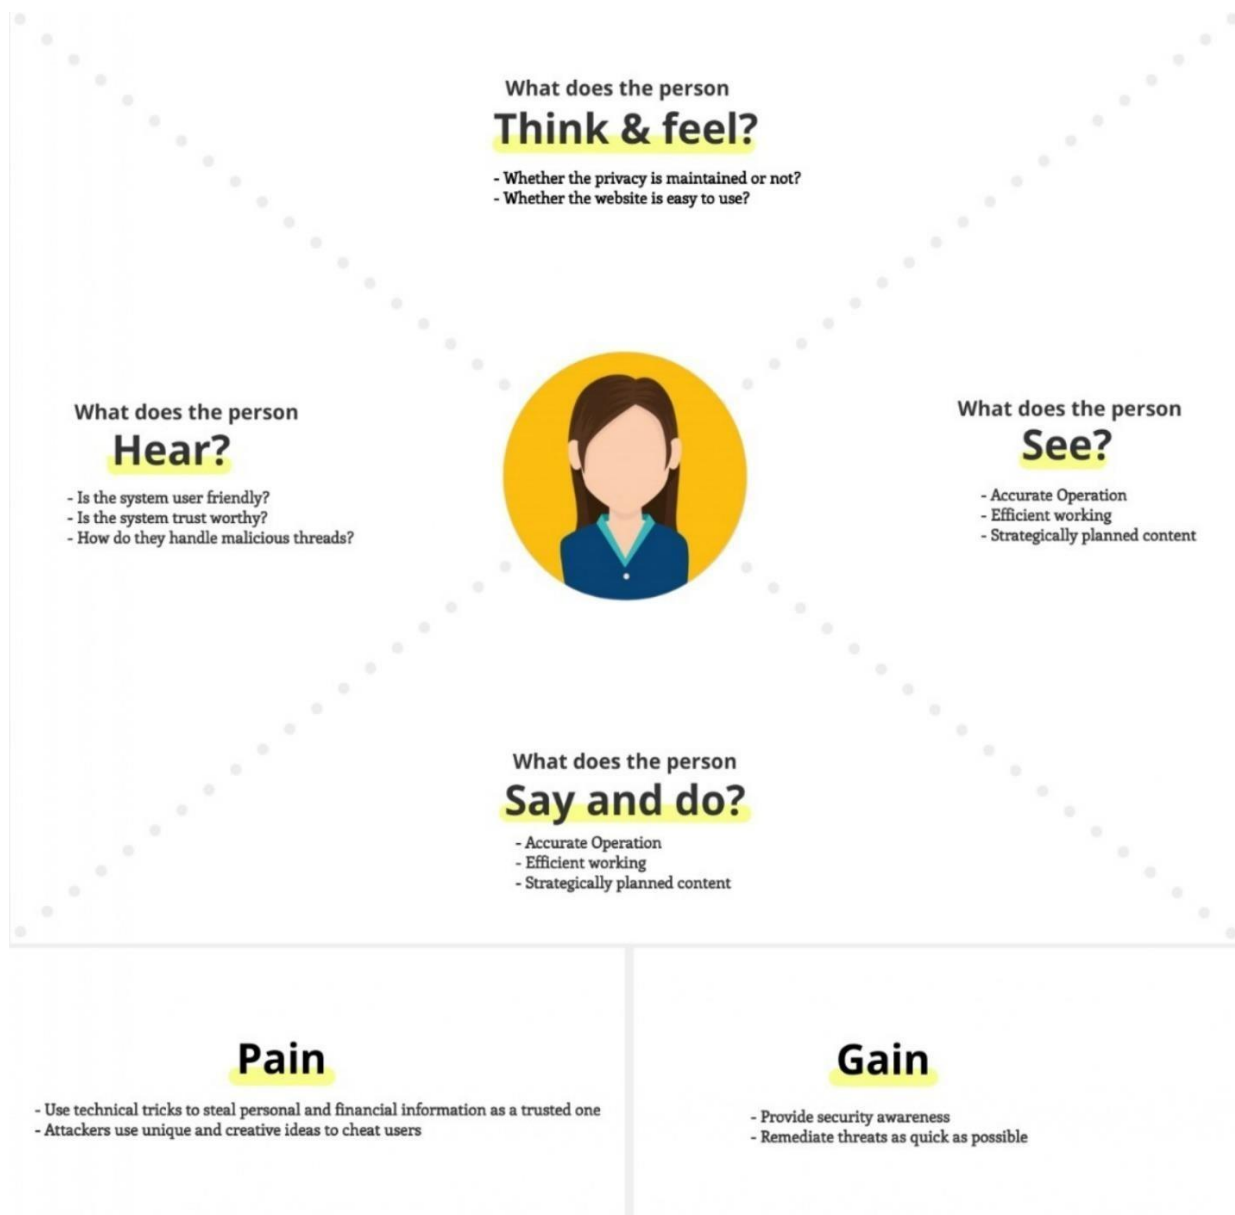 What does the person
Think & feel?
- Whether the privacy is maintained or not?
- Whether the website is easy to use?
What does the person
Hear?
- Is the system user friendly?
- Is the system trust worthy?
- How do they handle malicious threads?
What does the person
See?
- Accurate Operation
- Efficient working
- Strategically planned content
What does the person
Say and do?
- Accurate Operation
- Efficient working
- Strategically planned content
Pain
- Use technical tricks to steal personal and financial information as a trusted one
- Attackers use unique and creative ideas to cheat users
Gain
- Provide security awareness
- Remediate threats as quick as possible